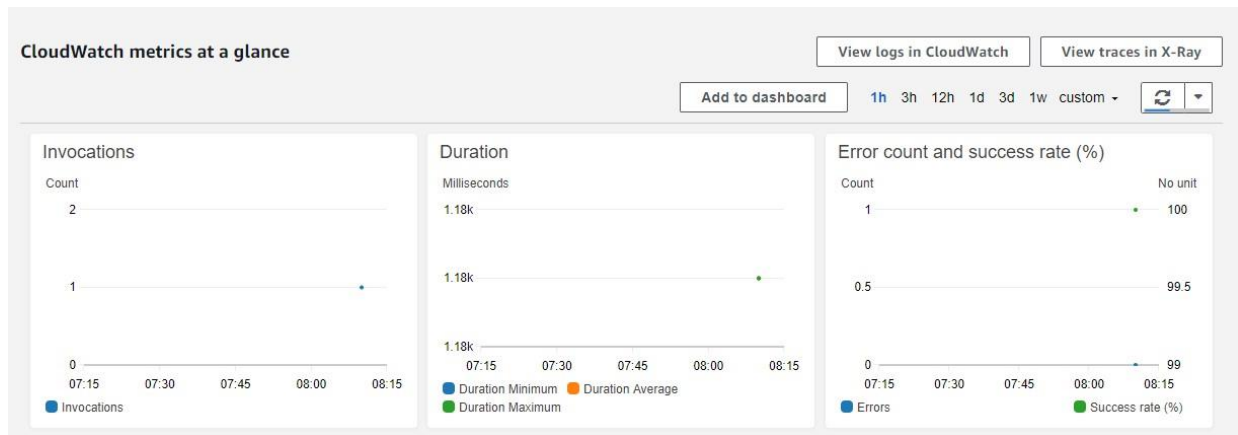 CloudWatch metrics at a glance
View logs in CloudWatch
View traces in X-Ray
Add to dashboard
1h 3h 12h 1d 3d 1w custom
Invocations
Count
2
1
0
07:15 07:30 07:45 08:00 08:15
Invocations
Duration
Milliseconds
1.18k
1.18k
1.18k
07:15 07:30 07:45 08:00 08:15
Duration Minimum Duration Average
Duration Maximum
Error count and success rate (%)
Count No unit
1 100
0.5 99.5
0 99
07:15 07:30 07:45 08:00 08:15
Errors Success rate (%)